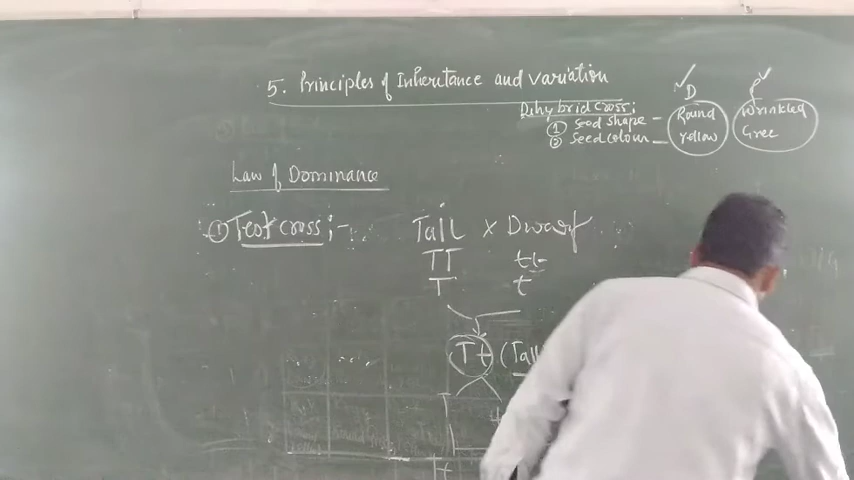 5. Principles of Inheritance and variation
D
Dihybrid cross:
① seed shape - Round Wrinkled
② seed colour - Yellow Gree
Law of Dominance
① Test cross :-
Tall x Dwarf
TT tt
T t
Tt (Tall
t